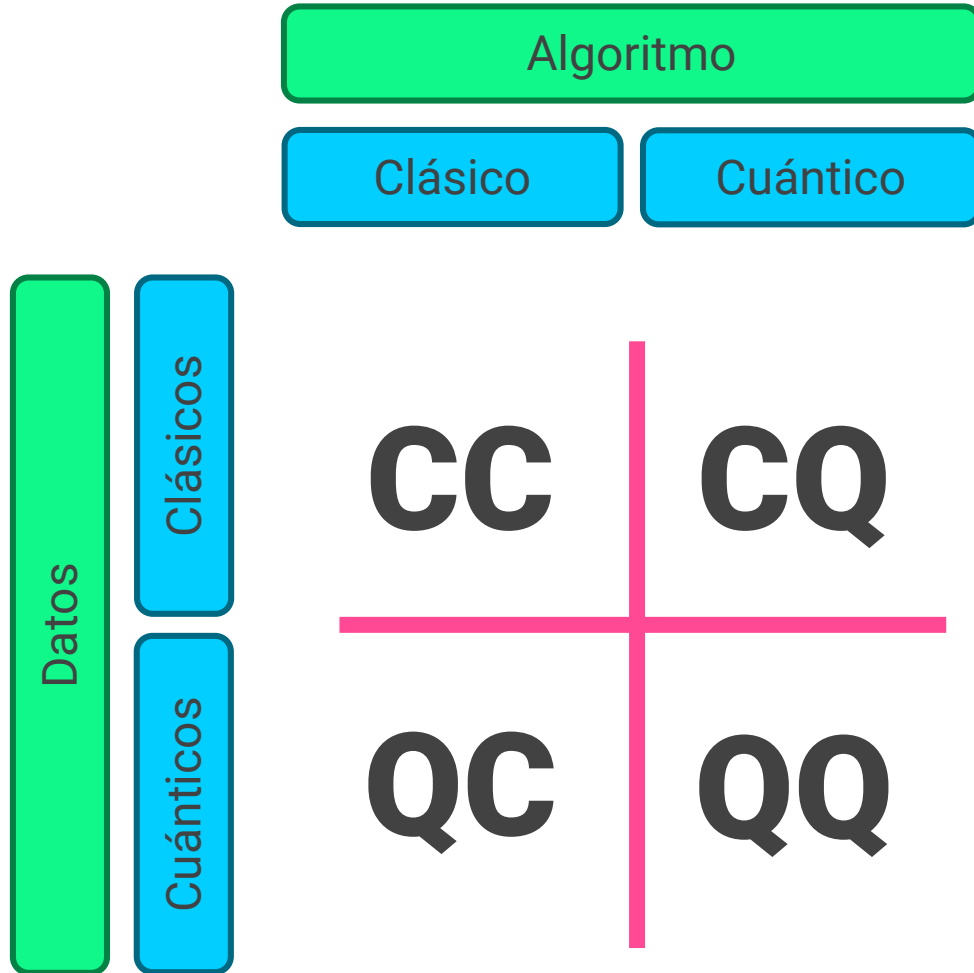 Algoritmo
Clásico
Cuántico
Datos
Clásicos
Cuánticos
CC
CQ
QC
QQ